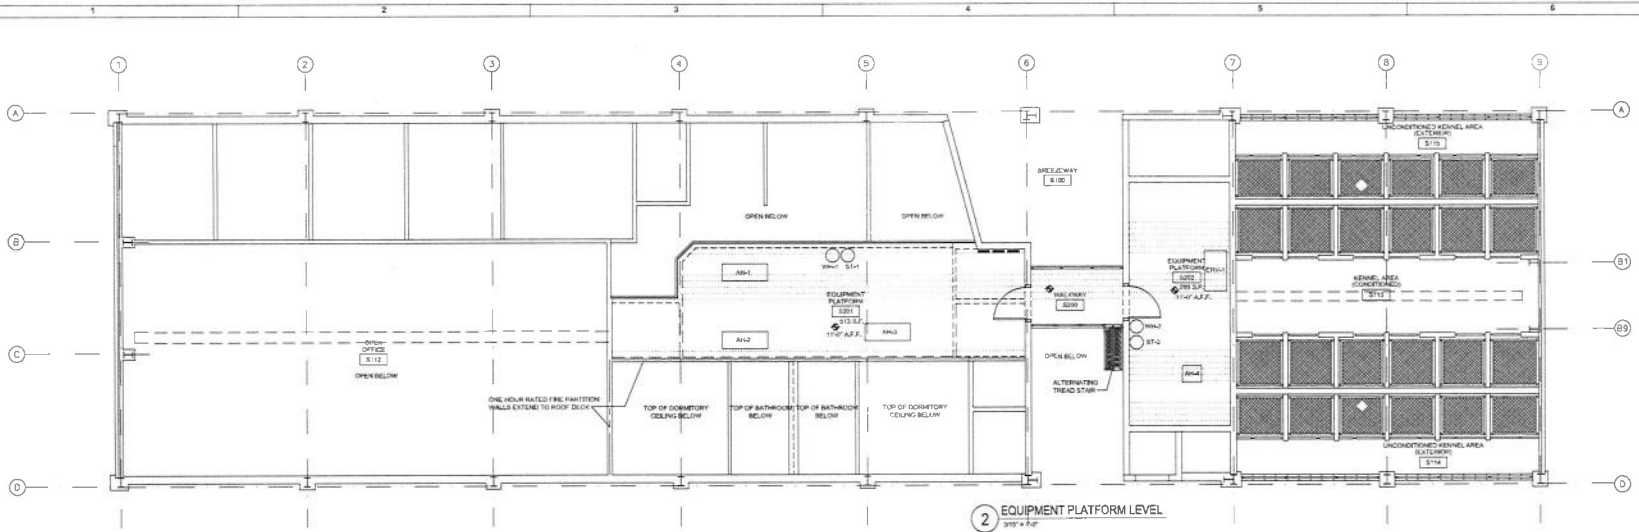 1 2 3 4 5 6
1 2 3 4 5 6 7 8 9
A A
UNCONDITIONED KENNEL AREA
(EXTERIOR)
S115
BREEZEWAY
S100
OPEN BELOW
OPEN BELOW
B
B1
AH-1
WH-1 ST-1
EQUIPMENT
PLATFORM
S202
ERV-1
11'-0" A.F.F.
KENNEL AREA
(CONDITIONED)
S113
EQUIPMENT
PLATFORM
S201
513 S.F.
11'-0" A.F.F.
WALKWAY
S200
AH-2
AH-3
WH-2
ST-2
B9
OPEN
OFFICE
S112
OPEN BELOW
C
OPEN BELOW
ALTERNATING
TREAD STAIR
AH-4
ONE HOUR RATED FIRE PARTITION
WALLS EXTEND TO ROOF DECK
TOP OF DORMITORY
CEILING BELOW
TOP OF BATHROOM
BELOW
TOP OF BATHROOM
BELOW
TOP OF DORMITORY
CEILING BELOW
UNCONDITIONED KENNEL AREA
(EXTERIOR)
S114
D D
2 EQUIPMENT PLATFORM LEVEL